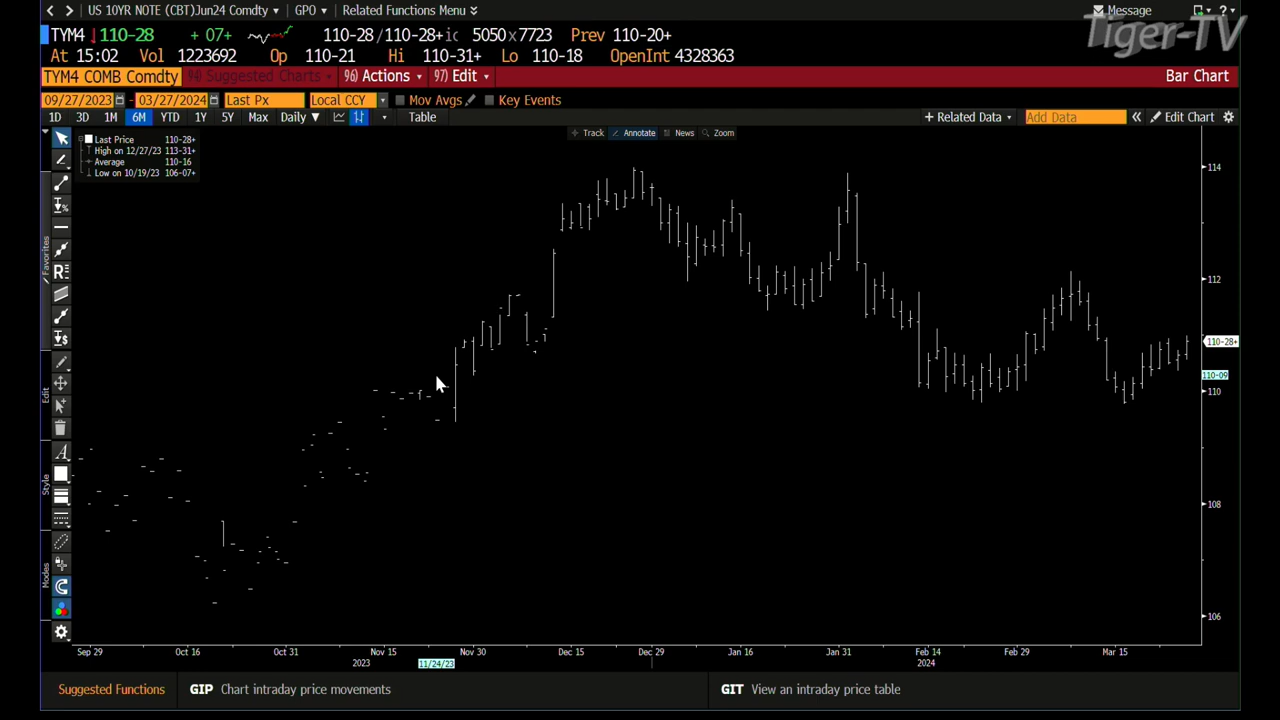 US 10YR NOTE (CBT)Jun24 Comdty GPO Related Functions Menu Message ?
Tiger-TV
TYM4 110-28 + 07+ 110-28/110-28+ic 5050x7723 Prev 110-20+
At 15:02 Vol 1223692 Op 110-21 Hi 110-31+ Lo 110-18 OpenInt 4328363
TYM4 COMB Comdty 94) Suggested Charts 96) Actions 97) Edit Bar Chart
09/27/2023 - 03/27/2024 Last Px Local CCY Mov Avgs Key Events
1D 3D 1M 6M YTD 1Y 5Y Max Daily Table + Related Data Add Data Edit Chart
Track Annotate News Zoom
Last Price 110-28+
High on 12/27/23 113-31+
Average 110-16
Low on 10/19/23 106-07+
Favorites
Edit
Style
Modes
%
R
$
A
114
112
110-28+
110-09
110
108
106
Sep 29 Oct 16 Oct 31 Nov 15 Nov 30 Dec 15 Dec 29 Jan 16 Jan 31 Feb 14 Feb 29 Mar 15
2023 11/24/23 2024
Suggested Functions GIP Chart intraday price movements GIT View an intraday price table